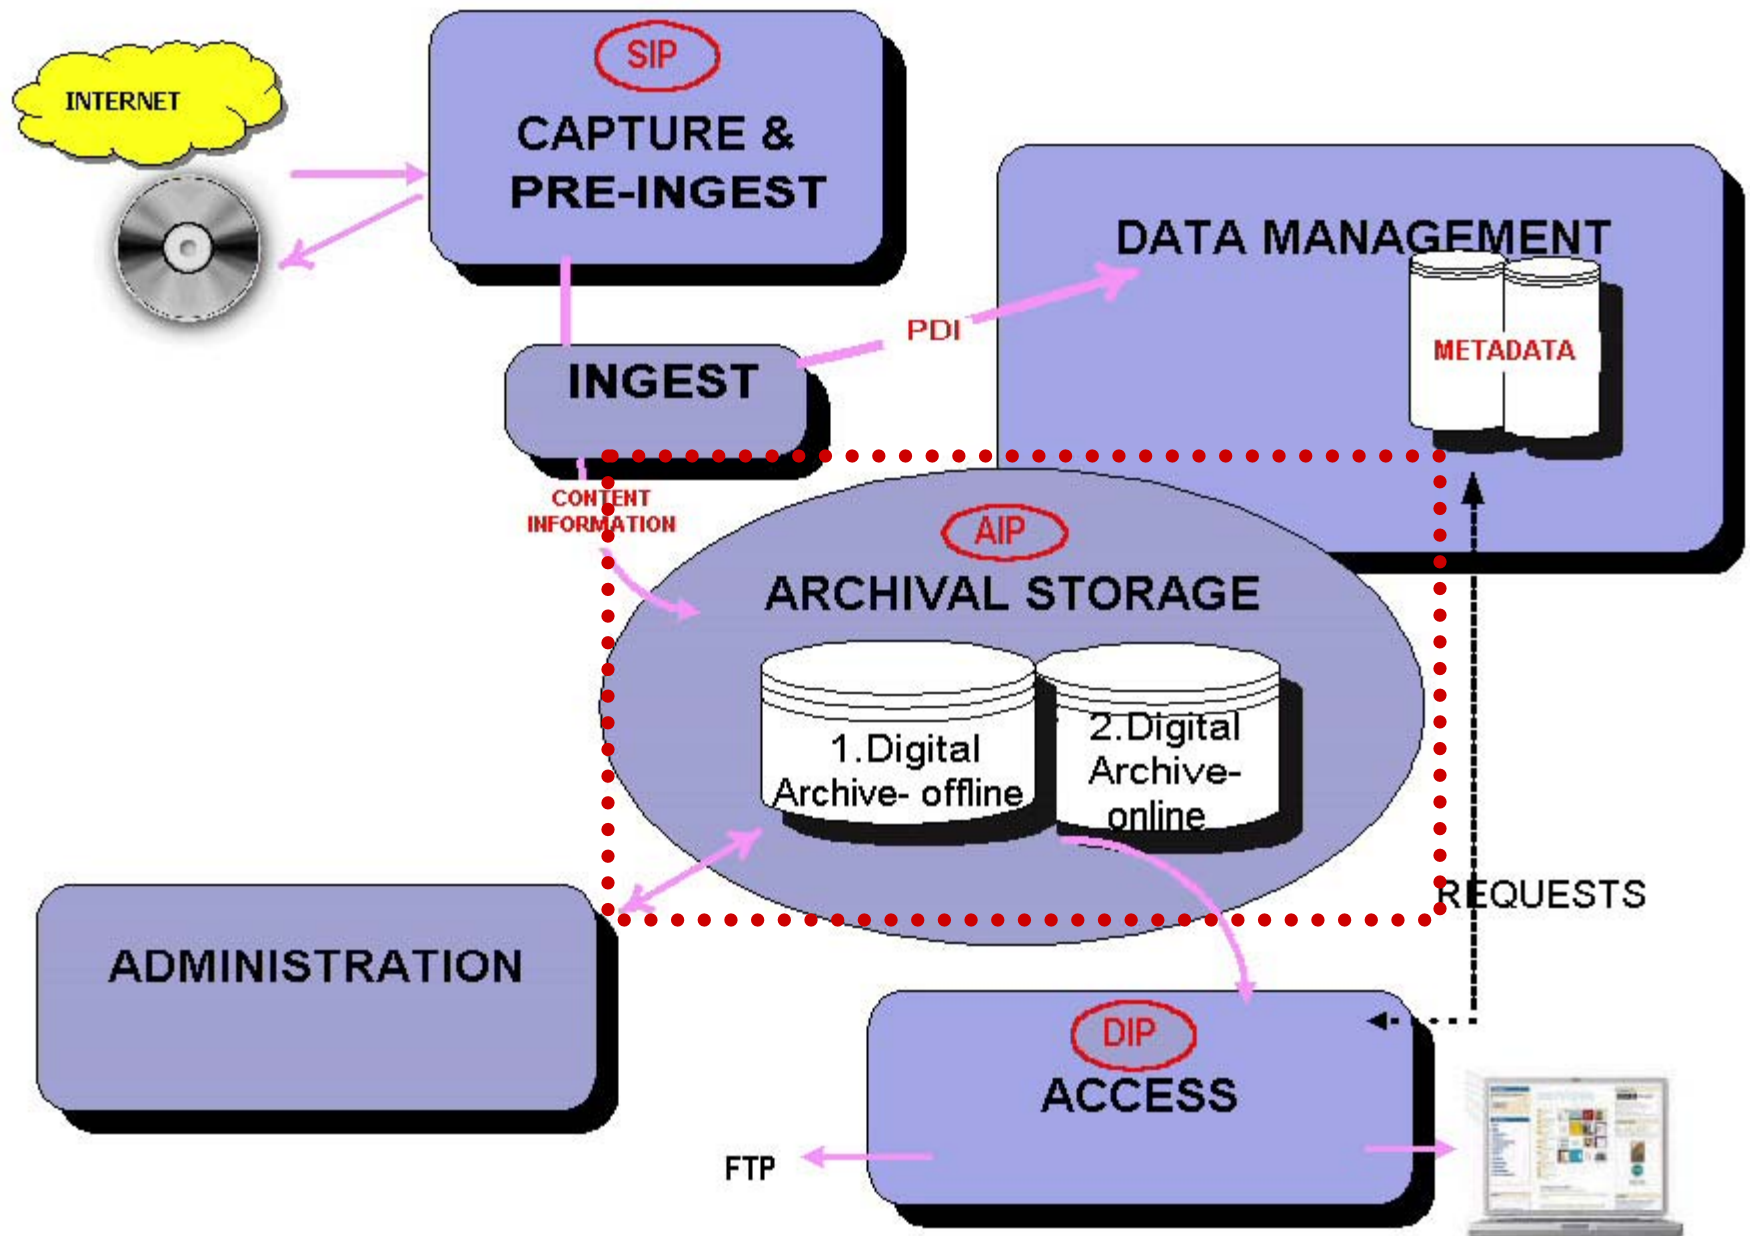 INTERNET
SIP
CAPTURE &
PRE-INGEST
DATA MANAGEMENT
METADATA
PDI
INGEST
CONTENT
INFORMATION
AIP
ARCHIVAL STORAGE
1.Digital
Archive- offline
2.Digital
Archive-
online
REQUESTS
ADMINISTRATION
DIP
ACCESS
FTP